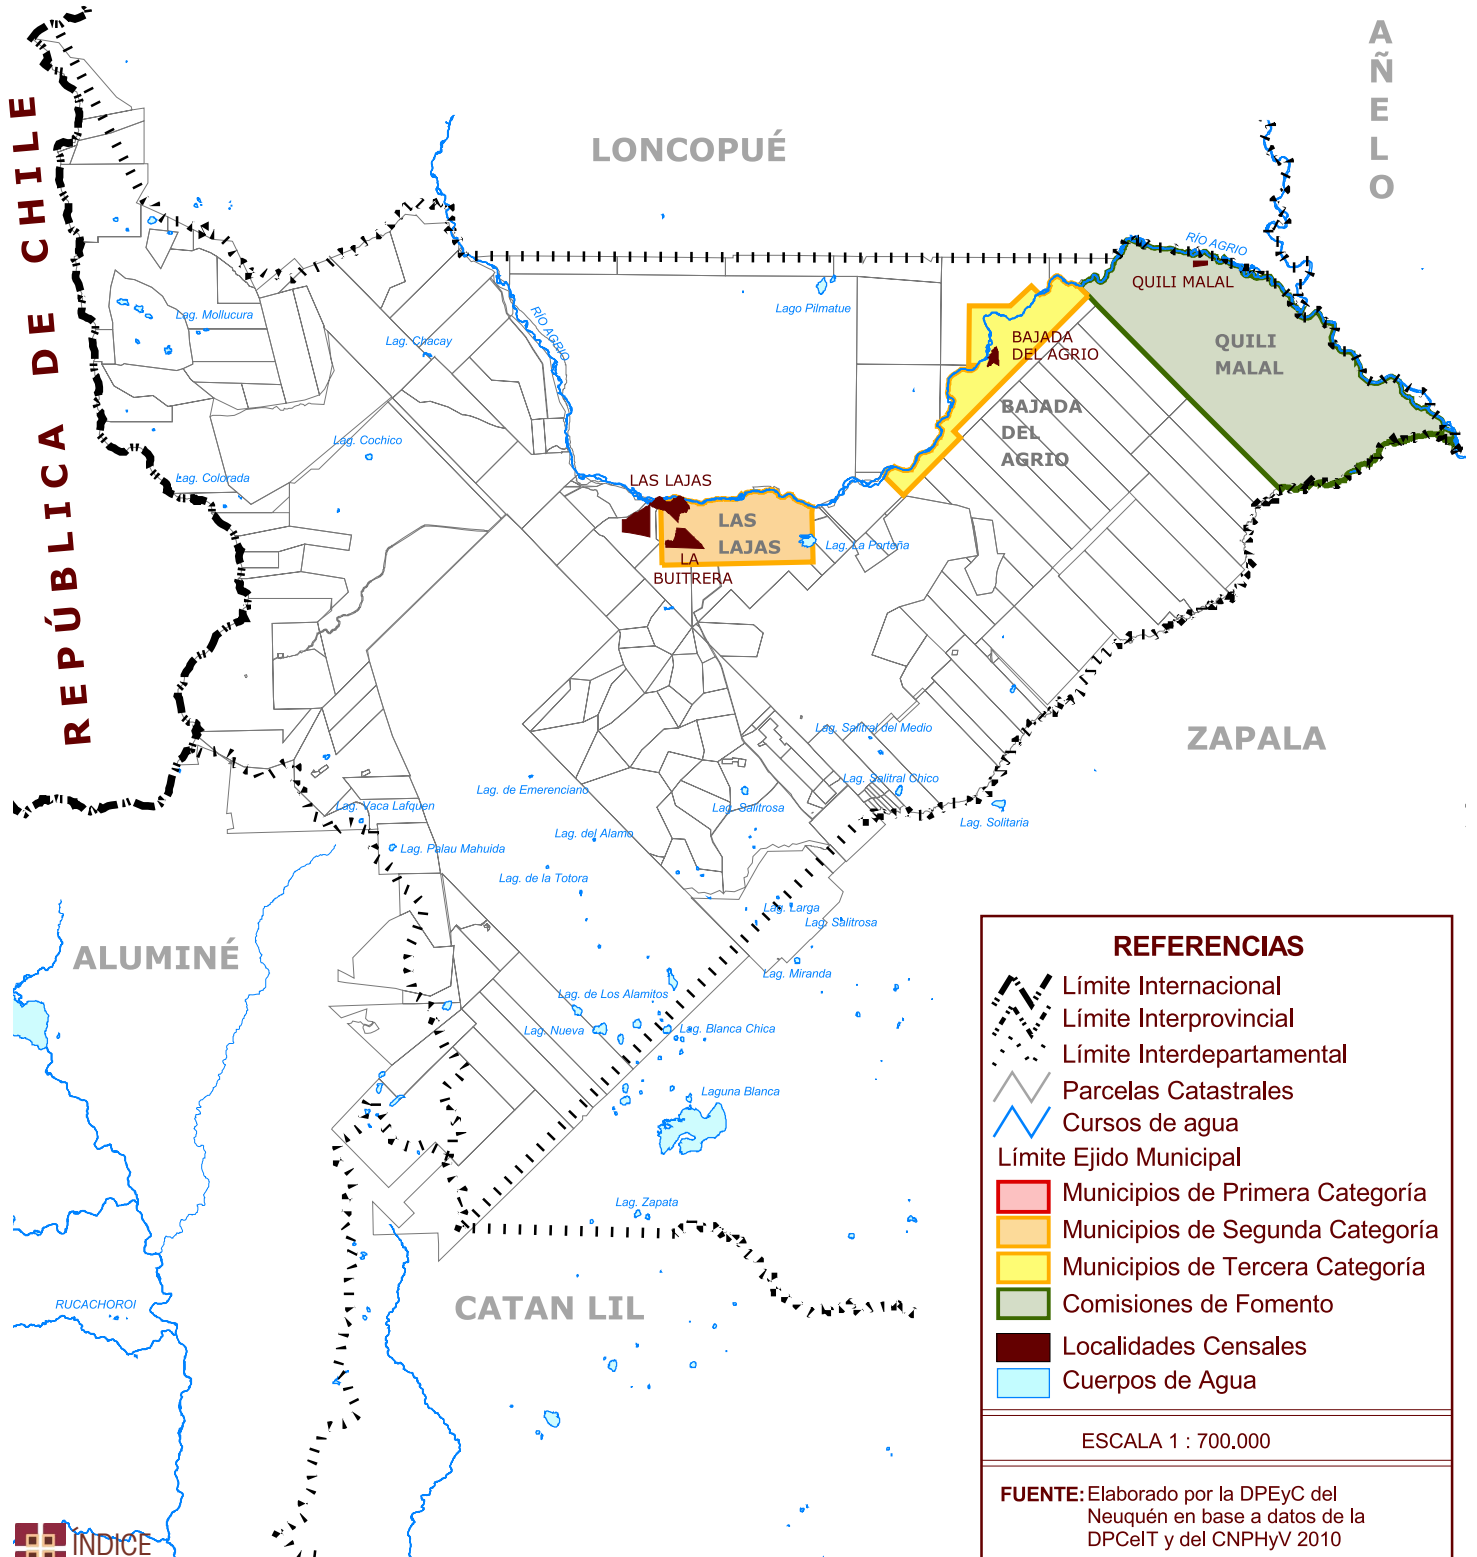 AÑELO
LONCOPUÉ
REPÚBLICA DE CHILE
RÍO AGRIO
QUILI MALAL
Lag. Mollucura
Lago Pilmatue
RÍO AGRIO
Lag. Chacay
BAJADA
DEL AGRIO
QUILI
MALAL
BAJADA
DEL
AGRIO
Lag. Cochico
Lag. Colorada
LAS LAJAS
LAS
LAJAS
Lag. La Porteña
LA
BUITRERA
Lag. Salitral del Medio
ZAPALA
Lag. Salitral Chico
Lag. de Emerenciano
Lag. Vaca Lafquen
Lag. Salitrosa
Lag. Solitaria
Lag. del Alamo
Lag. Palau Mahuida
Lag. de la Totora
Lag. Larga
Lag. Salitrosa
ALUMINÉ
Lag. Miranda
Lag. de Los Alamitos
Lag. Nueva
Lag. Blanca Chica
Laguna Blanca
Lag. Zapata
RUCACHOROI
CATAN LIL
REFERENCIAS
Límite Internacional
Límite Interprovincial
Límite Interdepartamental
Parcelas Catastrales
Cursos de agua
Límite Ejido Municipal
Municipios de Primera Categoría
Municipios de Segunda Categoría
Municipios de Tercera Categoría
Comisiones de Fomento
Localidades Censales
Cuerpos de Agua
ESCALA 1 : 700.000
FUENTE: Elaborado por la DPEyC del
Neuquén en base a datos de la
DPCeIT y del CNPHyV 2010
ÍNDICE